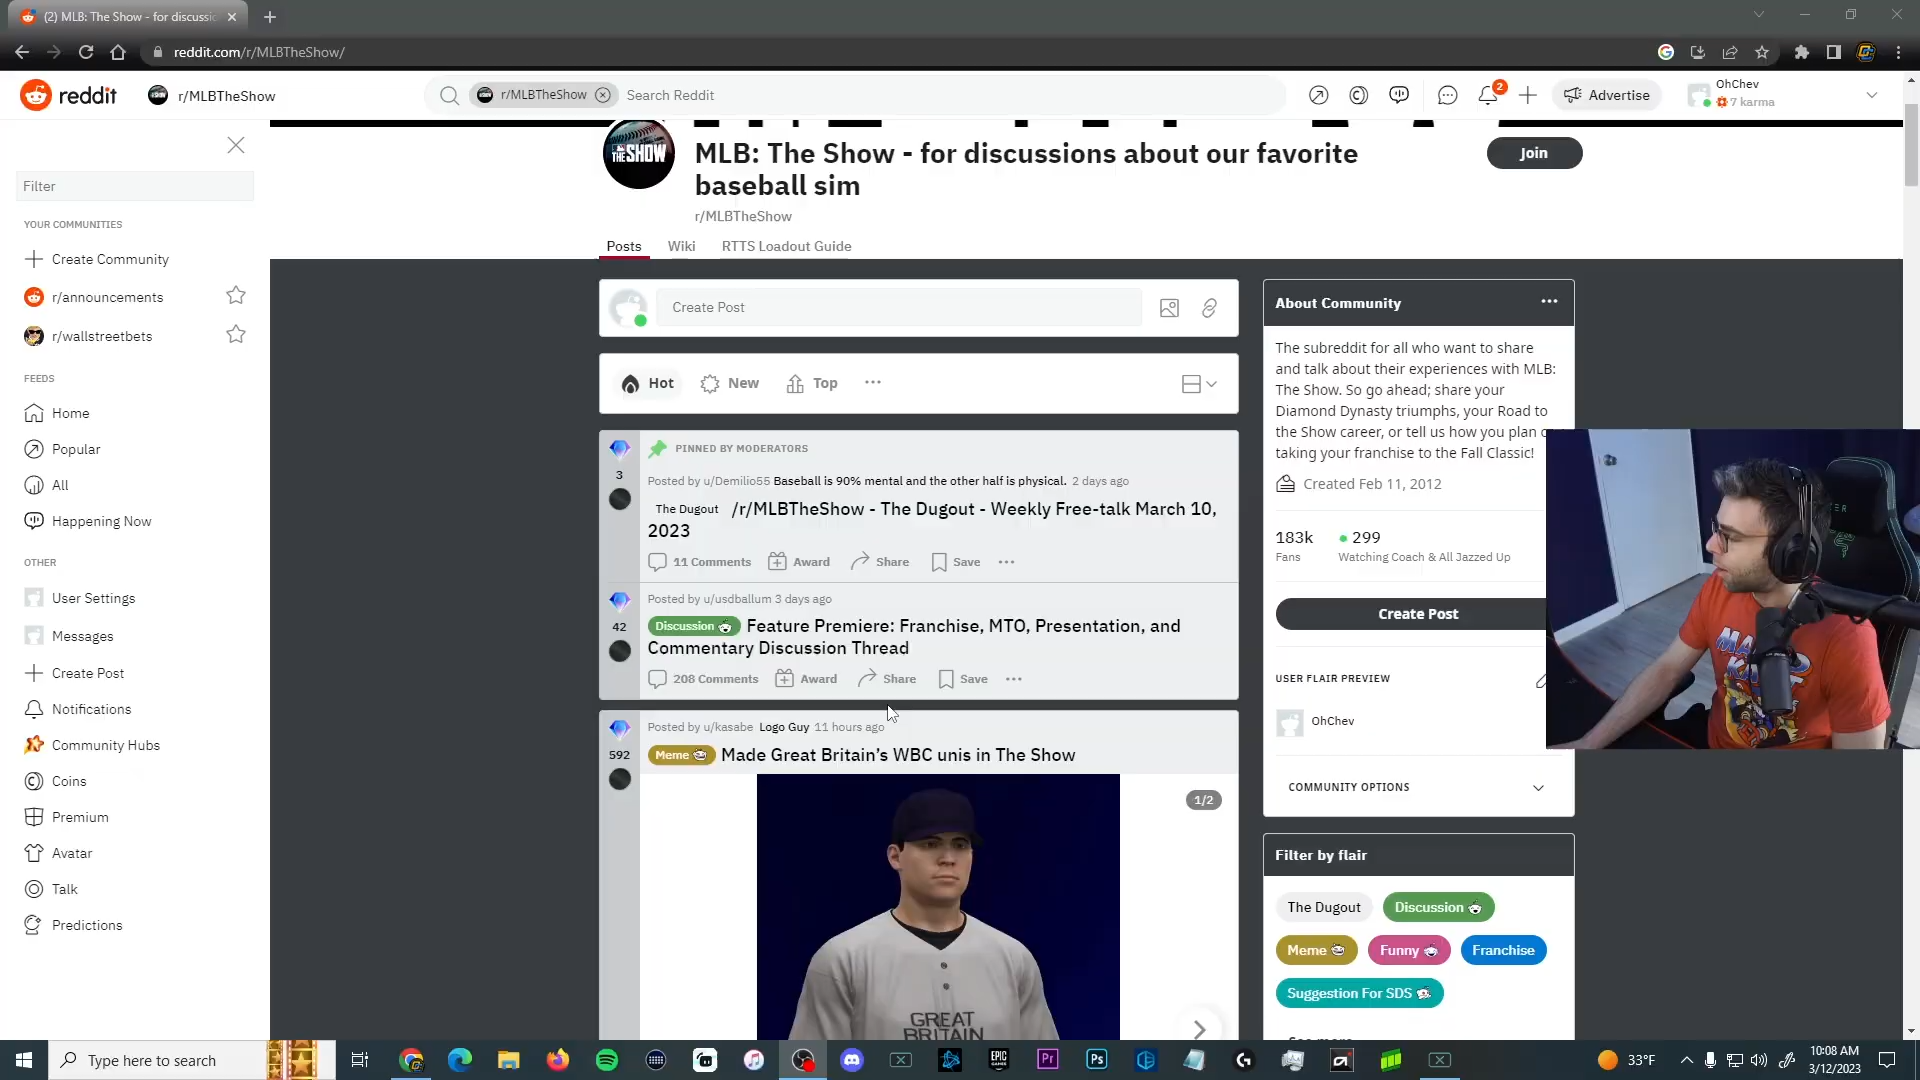 (2) MLB: The Show - for discussi
reddit.com/r/MLBTheShow/
reddit
r/MLBTheShow
r/MLBTheShow
Search Reddit
2
Advertise
OhChev
7 karma
Filter
YOUR COMMUNITIES
Create Community
r/announcements
r/wallstreetbets
FEEDS
Home
Popular
All
Happening Now
OTHER
User Settings
Messages
Create Post
Notifications
Community Hubs
Coins
Premium
Avatar
Talk
Predictions
THE SHOW
MLB: The Show - for discussions about our favorite
baseball sim
r/MLBTheShow
Join
Posts Wiki RTTS Loadout Guide
Create Post
Hot New Top
3
PINNED BY MODERATORS
Posted by u/Demilio55 Baseball is 90% mental and the other half is physical. 2 days ago
The Dugout /r/MLBTheShow - The Dugout - Weekly Free-talk March 10,
2023
11 Comments Award Share Save
42
Posted by u/usdballum 3 days ago
Discussion Feature Premiere: Franchise, MTO, Presentation, and
Commentary Discussion Thread
208 Comments Award Share Save
592
Posted by u/kasabe Logo Guy 11 hours ago
Meme Made Great Britain's WBC unis in The Show
1/2
GREAT
BRITAIN
About Community
The subreddit for all who want to share
and talk about their experiences with MLB:
The Show. So go ahead; share your
Diamond Dynasty triumphs, your Road to
the Show career, or tell us how you plan o
taking your franchise to the Fall Classic!
Created Feb 11, 2012
183k 299
Fans Watching Coach & All Jazzed Up
Create Post
USER FLAIR PREVIEW
OhChev
COMMUNITY OPTIONS
Filter by flair
The Dugout Discussion
Meme Funny Franchise
Suggestion For SDS
See more
MARIO
KA
Type here to search
EPIC
GAMES
Pr
Ps
33°F
10:08 AM
3/12/2023